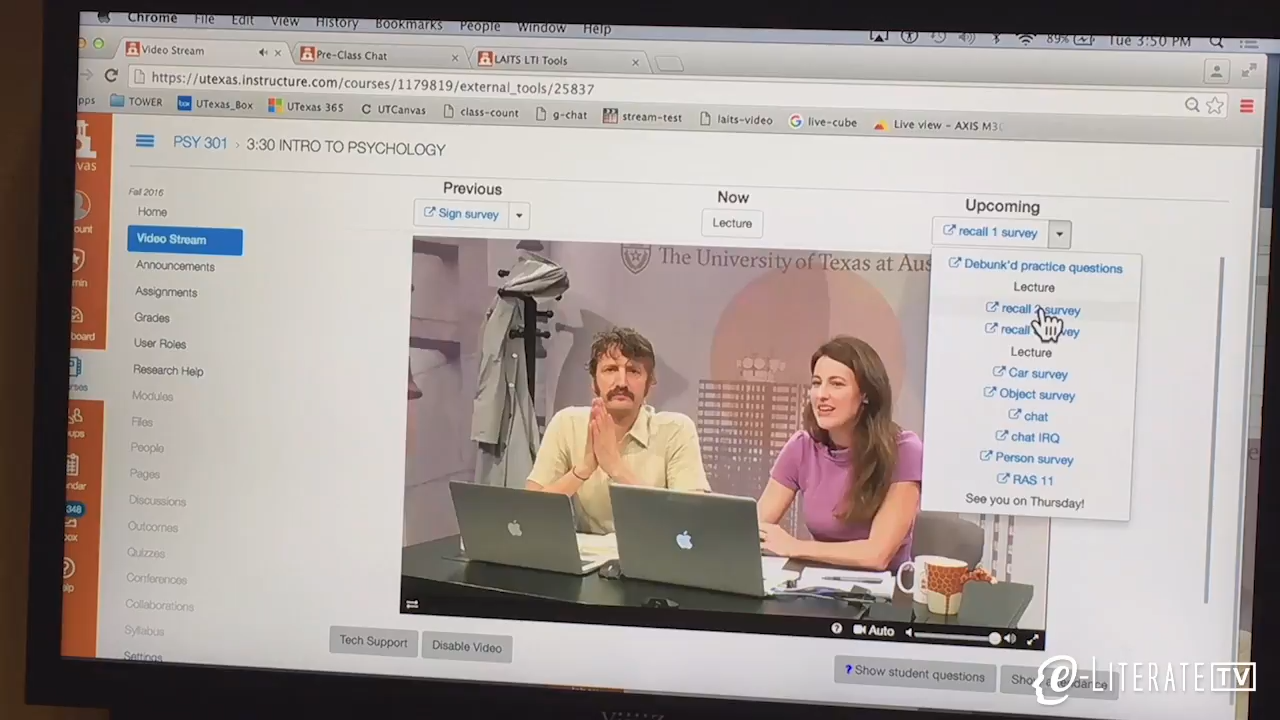 Chrome File Edit View History Bookmarks People Window Help 89% Tue 3:50 PM
Video Stream Pre-Class Chat LAITS LTI Tools
https://utexas.instructure.com/courses/1179819/external_tools/25837
TOWER UTexas_Box UTexas 365 UTCanvas class-count g-chat stream-test laits-video live-cube Live view - AXIS M30
PSY 301 › 3:30 INTRO TO PSYCHOLOGY
Fall 2016
Home
Video Stream
Announcements
Assignments
Grades
User Roles
Research Help
Modules
Files
People
Pages
Discussions
Outcomes
Quizzes
Conferences
Collaborations
Syllabus
Settings
348
Previous
Sign survey
Now
Lecture
Upcoming
recall 1 survey
Debunk'd practice questions
Lecture
recall 2 survey
recall
Lecture
Car survey
Object survey
chat
chat IRQ
Person survey
RAS 11
See you on Thursday!
The University of Texas at Aus
Auto
Tech Support Disable Video
? Show student questions
e-LITERATE TV